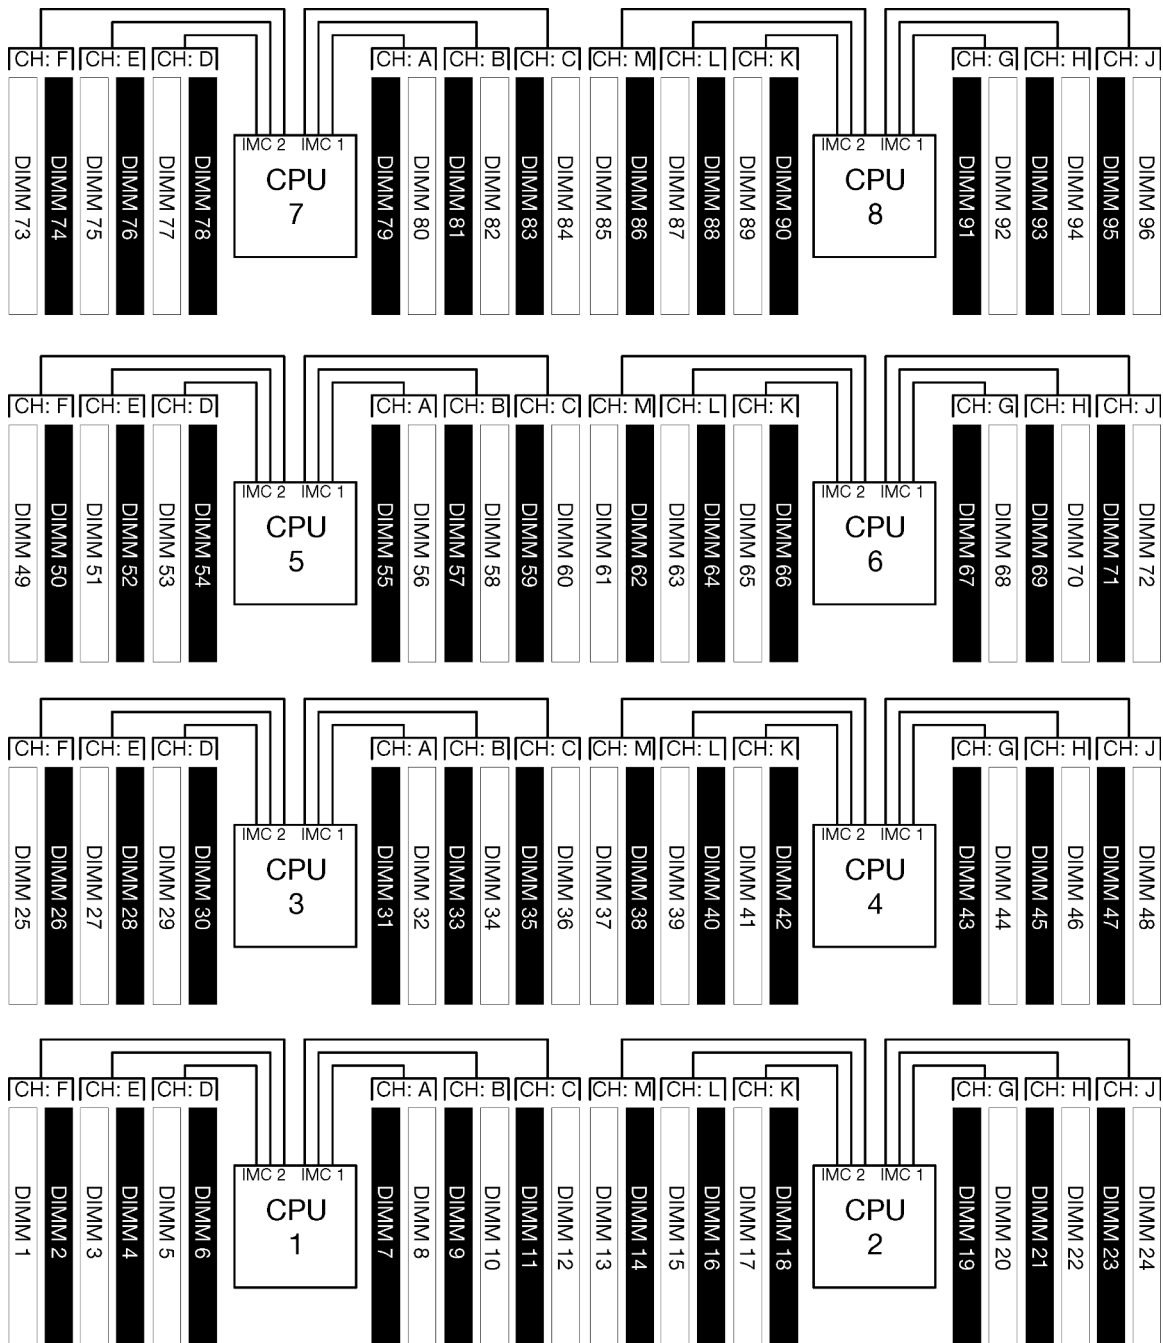 CH: F CH: E CH: D CH: A CH: B CH: C CH: M CH: L CH: K CH: G CH: H CH: J
IMC 2 IMC 1 IMC 2 IMC 1
CPU CPU
7 8
DIMM 73 DIMM 74 DIMM 75 DIMM 76 DIMM 77 DIMM 78 DIMM 79 DIMM 80 DIMM 81 DIMM 82 DIMM 83 DIMM 84 DIMM 85 DIMM 86 DIMM 87 DIMM 88 DIMM 89 DIMM 90 DIMM 91 DIMM 92 DIMM 93 DIMM 94 DIMM 95 DIMM 96
CH: F CH: E CH: D CH: A CH: B CH: C CH: M CH: L CH: K CH: G CH: H CH: J
IMC 2 IMC 1 IMC 2 IMC 1
CPU CPU
5 6
DIMM 49 DIMM 50 DIMM 51 DIMM 52 DIMM 53 DIMM 54 DIMM 55 DIMM 56 DIMM 57 DIMM 58 DIMM 59 DIMM 60 DIMM 61 DIMM 62 DIMM 63 DIMM 64 DIMM 65 DIMM 66 DIMM 67 DIMM 68 DIMM 69 DIMM 70 DIMM 71 DIMM 72
CH: F CH: E CH: D CH: A CH: B CH: C CH: M CH: L CH: K CH: G CH: H CH: J
IMC 2 IMC 1 IMC 2 IMC 1
CPU CPU
3 4
DIMM 25 DIMM 26 DIMM 27 DIMM 28 DIMM 29 DIMM 30 DIMM 31 DIMM 32 DIMM 33 DIMM 34 DIMM 35 DIMM 36 DIMM 37 DIMM 38 DIMM 39 DIMM 40 DIMM 41 DIMM 42 DIMM 43 DIMM 44 DIMM 45 DIMM 46 DIMM 47 DIMM 48
CH: F CH: E CH: D CH: A CH: B CH: C CH: M CH: L CH: K CH: G CH: H CH: J
IMC 2 IMC 1 IMC 2 IMC 1
CPU CPU
1 2
DIMM 1 DIMM 2 DIMM 3 DIMM 4 DIMM 5 DIMM 6 DIMM 7 DIMM 8 DIMM 9 DIMM 10 DIMM 11 DIMM 12 DIMM 13 DIMM 14 DIMM 15 DIMM 16 DIMM 17 DIMM 18 DIMM 19 DIMM 20 DIMM 21 DIMM 22 DIMM 23 DIMM 24